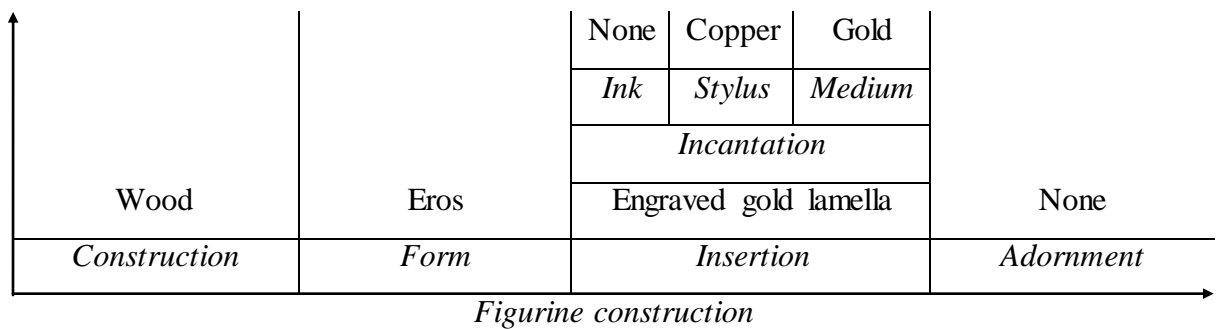 None Copper Gold
Ink Stylus Medium
Incantation
Wood Eros Engraved gold lamella None
Construction Form Insertion Adornment
Figurine construction